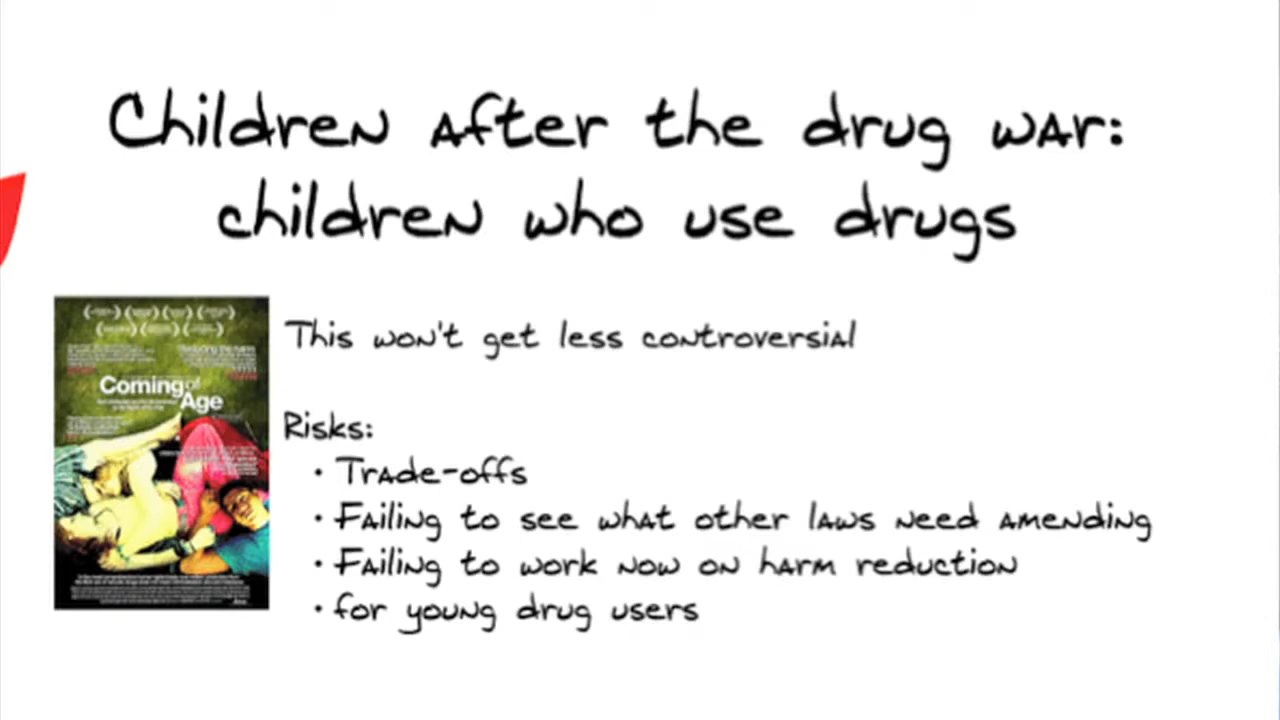 Children after the drug war:
children who use drugs
This won't get less controversial
Risks:
• Trade-offs
• Failing to see what other laws need amending
• Failing to work now on harm reduction
• for young drug users
Coming of
Age